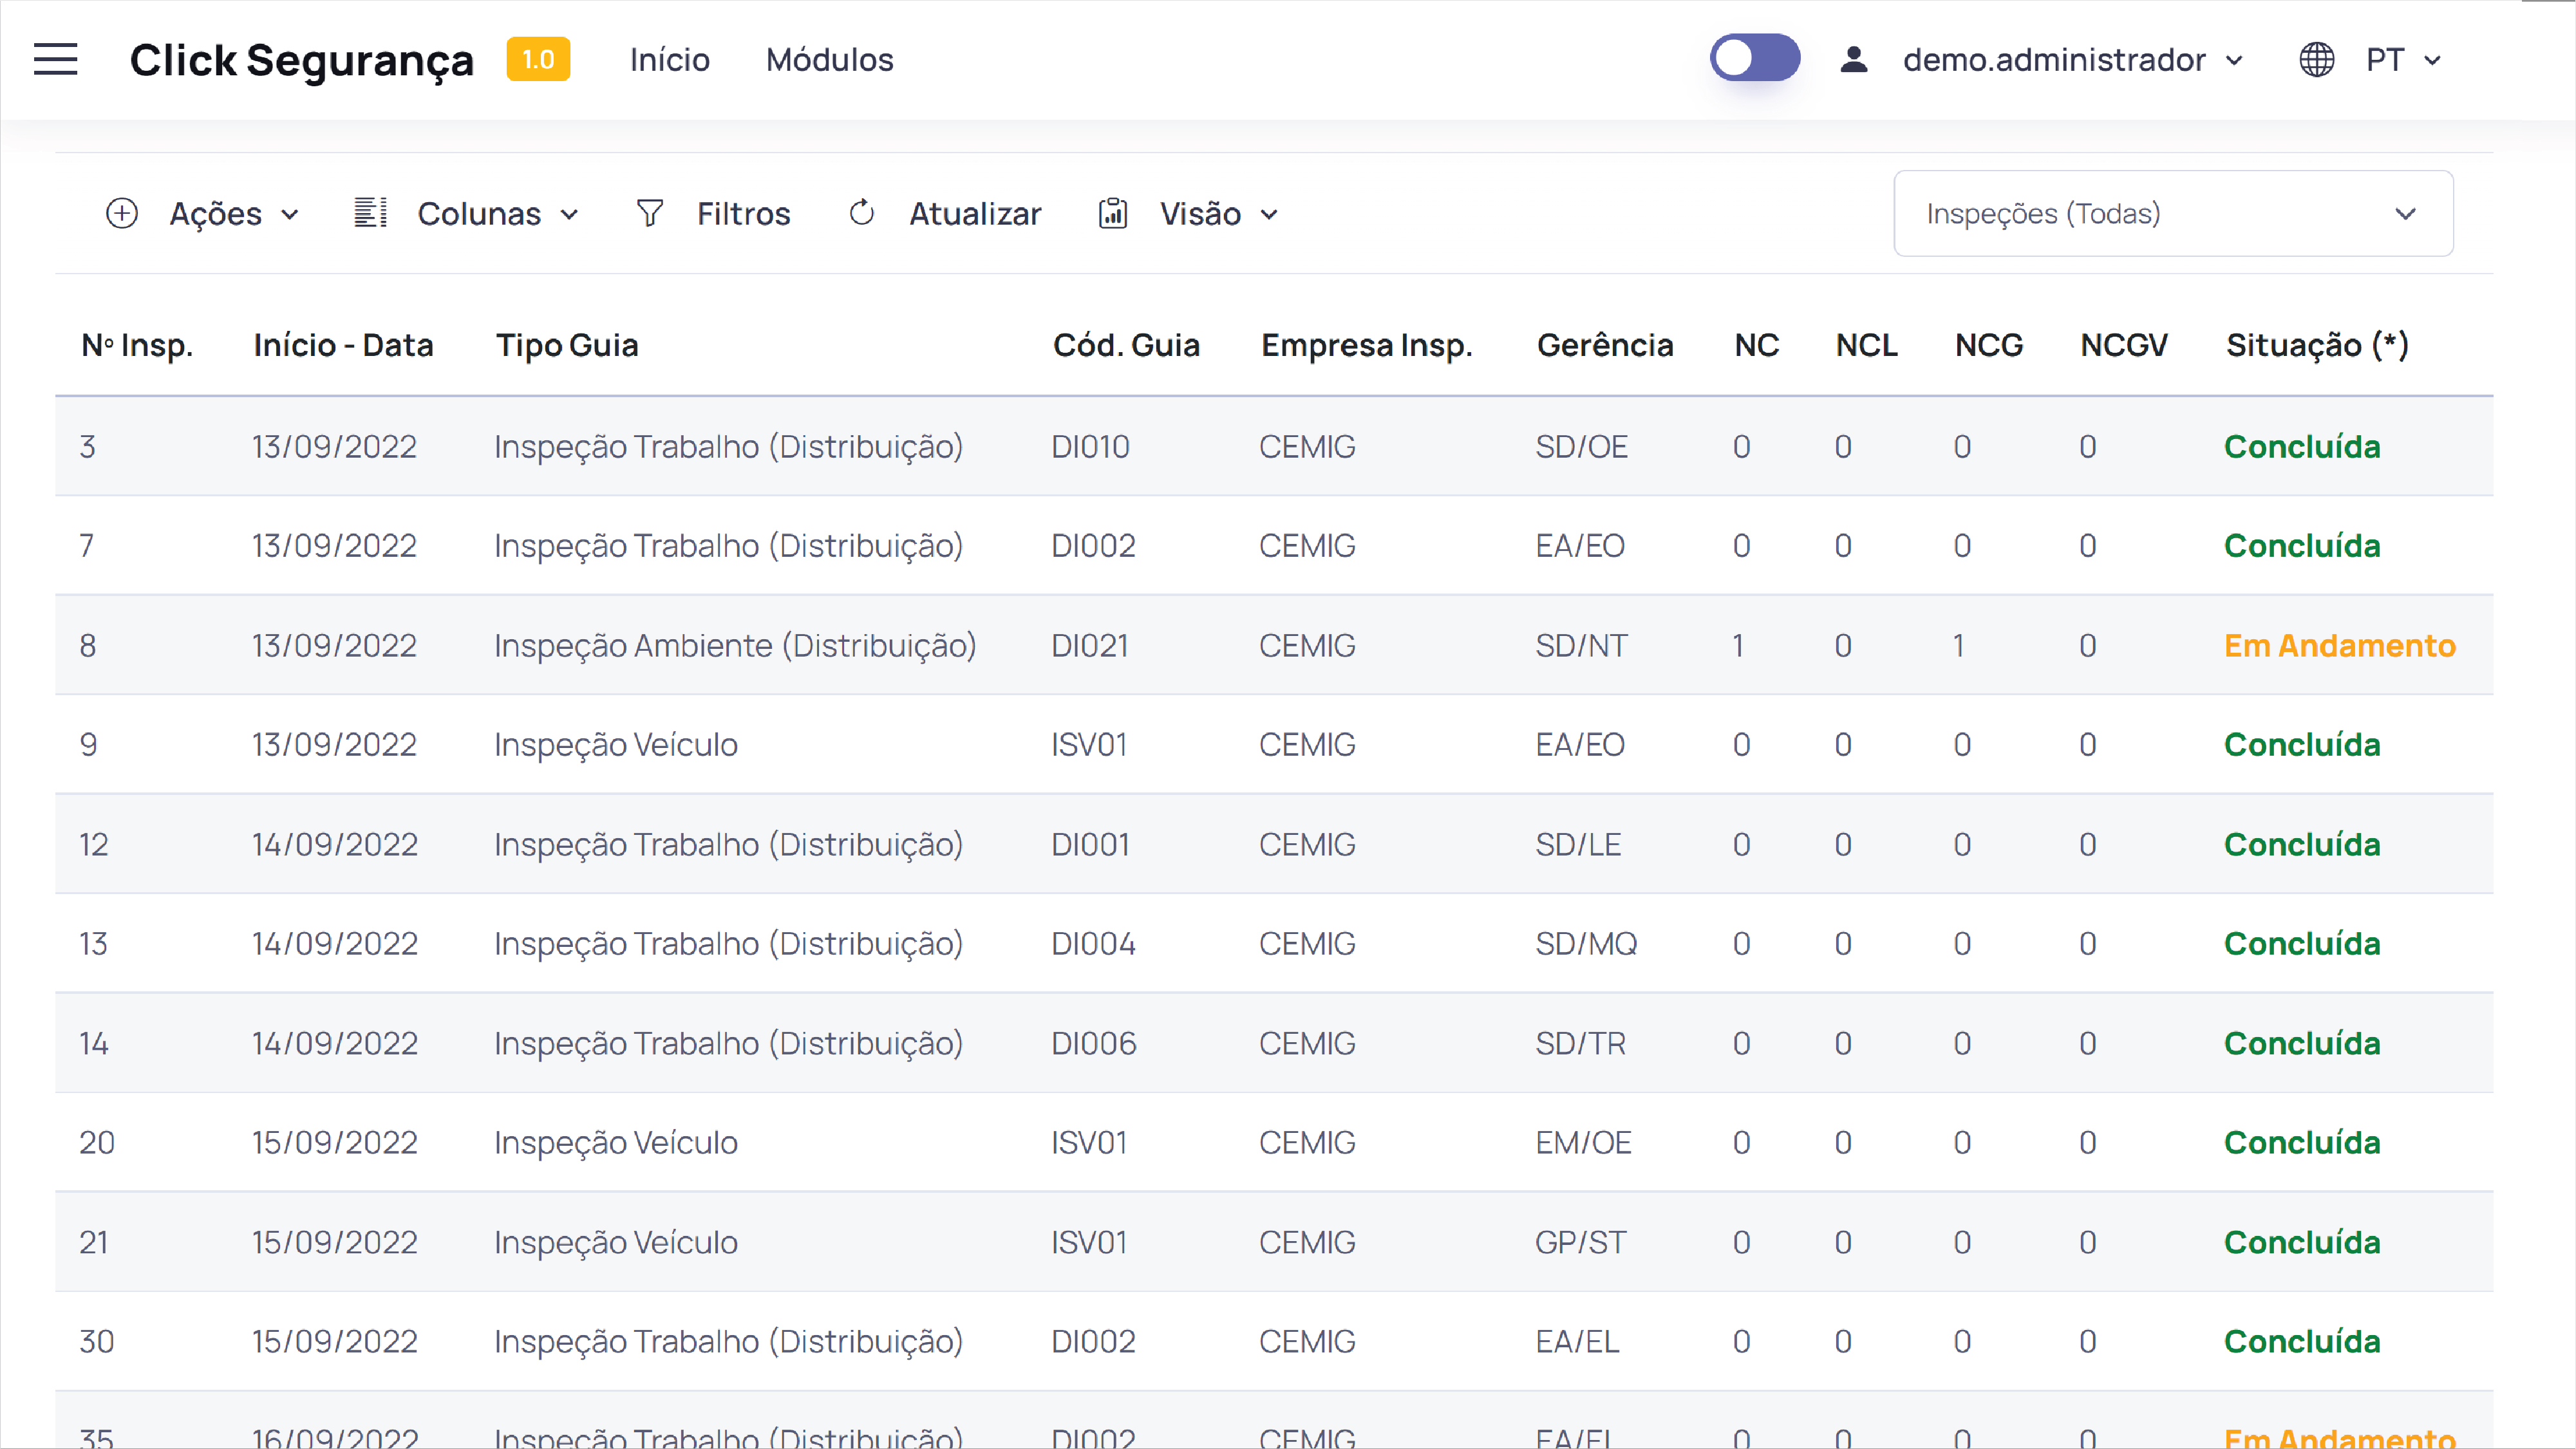 Click Segurança 1.0 Início Módulos demo.administrador PT
Ações Colunas Filtros Atualizar Visão Inspeções (Todas)
Nº Insp. Início - Data Tipo Guia Cód. Guia Empresa Insp. Gerência NC NCL NCG NCGV Situação (*)
3 13/09/2022 Inspeção Trabalho (Distribuição) DI010 CEMIG SD/OE 0 0 0 0 Concluída
7 13/09/2022 Inspeção Trabalho (Distribuição) DI002 CEMIG EA/EO 0 0 0 0 Concluída
8 13/09/2022 Inspeção Ambiente (Distribuição) DI021 CEMIG SD/NT 1 0 1 0 Em Andamento
9 13/09/2022 Inspeção Veículo ISV01 CEMIG EA/EO 0 0 0 0 Concluída
12 14/09/2022 Inspeção Trabalho (Distribuição) DI001 CEMIG SD/LE 0 0 0 0 Concluída
13 14/09/2022 Inspeção Trabalho (Distribuição) DI004 CEMIG SD/MQ 0 0 0 0 Concluída
14 14/09/2022 Inspeção Trabalho (Distribuição) DI006 CEMIG SD/TR 0 0 0 0 Concluída
20 15/09/2022 Inspeção Veículo ISV01 CEMIG EM/OE 0 0 0 0 Concluída
21 15/09/2022 Inspeção Veículo ISV01 CEMIG GP/ST 0 0 0 0 Concluída
30 15/09/2022 Inspeção Trabalho (Distribuição) DI002 CEMIG EA/EL 0 0 0 0 Concluída
35 16/09/2022 Inspeção Trabalho (Distribuição) DI002 CEMIG EA/EL 0 0 0 0 Em Andamento